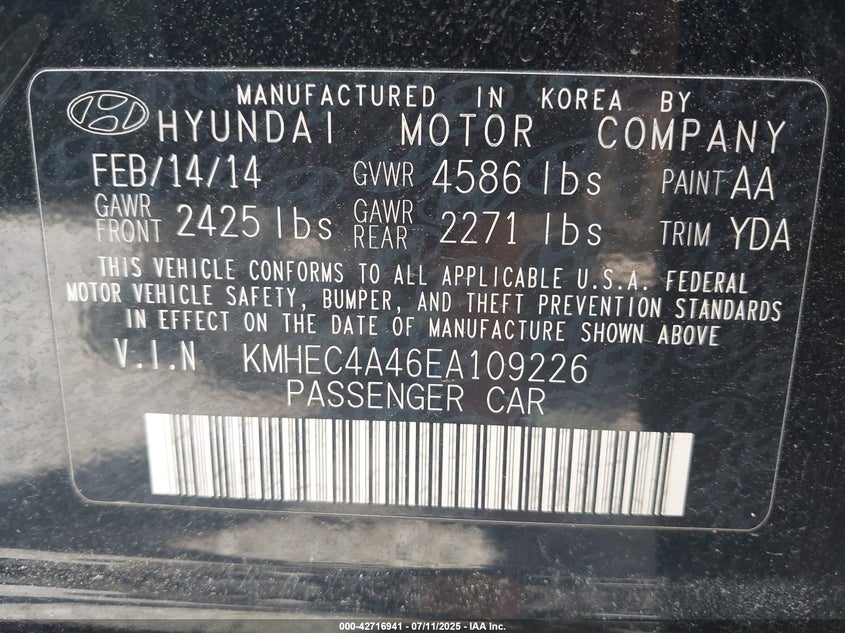 MANUFACTURED IN KOREA BY
HYUNDAI MOTOR COMPANY
FEB/14/14 GVWR 4586 lbs PAINT AA
GAWR FRONT 2425 lbs GAWR REAR 2271 lbs TRIM YDA
THIS VEHICLE CONFORMS TO ALL APPLICABLE U.S.A. FEDERAL
MOTOR VEHICLE SAFETY, BUMPER, AND THEFT PREVENTION STANDARDS
IN EFFECT ON THE DATE OF MANUFACTURE SHOWN ABOVE
V.I.N KMHEC4A46EA109226
PASSENGER CAR
000-42716941 - 07/11/2025 - IAA Inc.